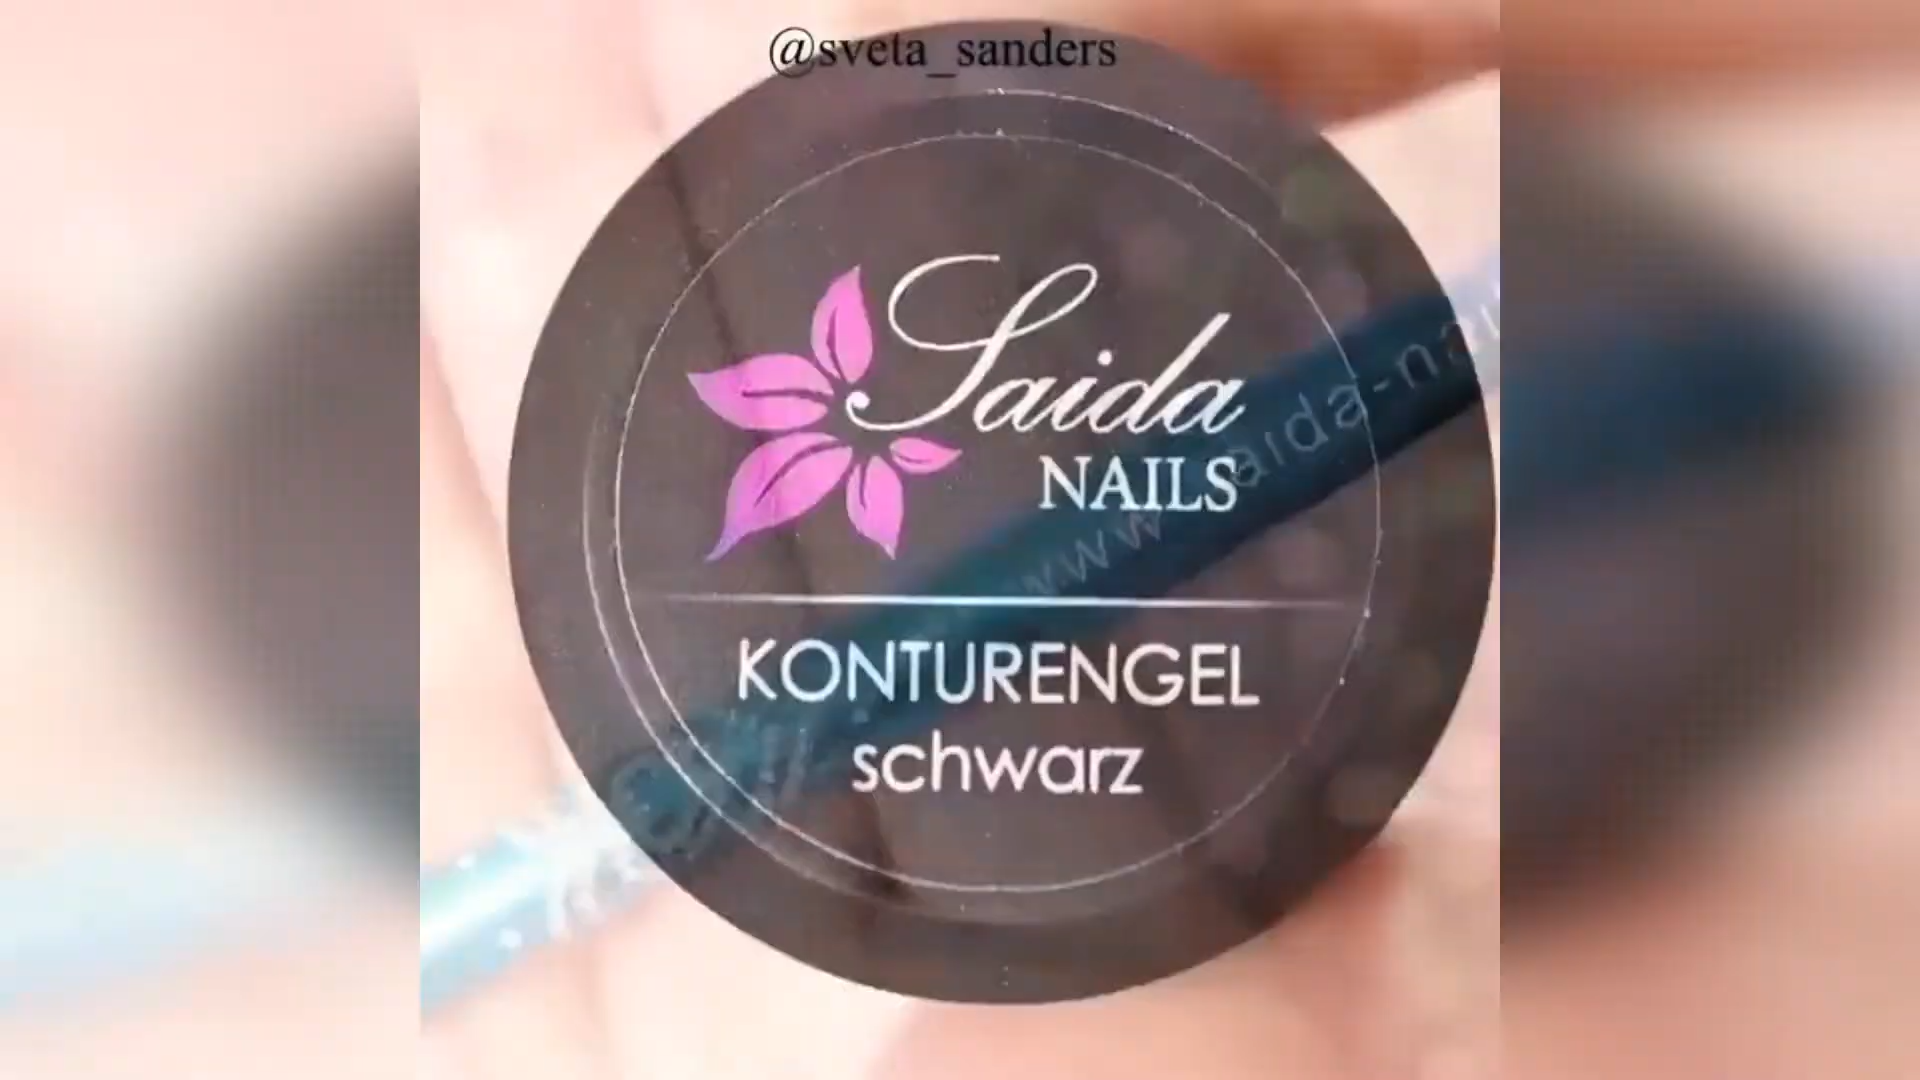 @sveta_sanders
Saida
NAILS
KONTURENGEL
schwarz